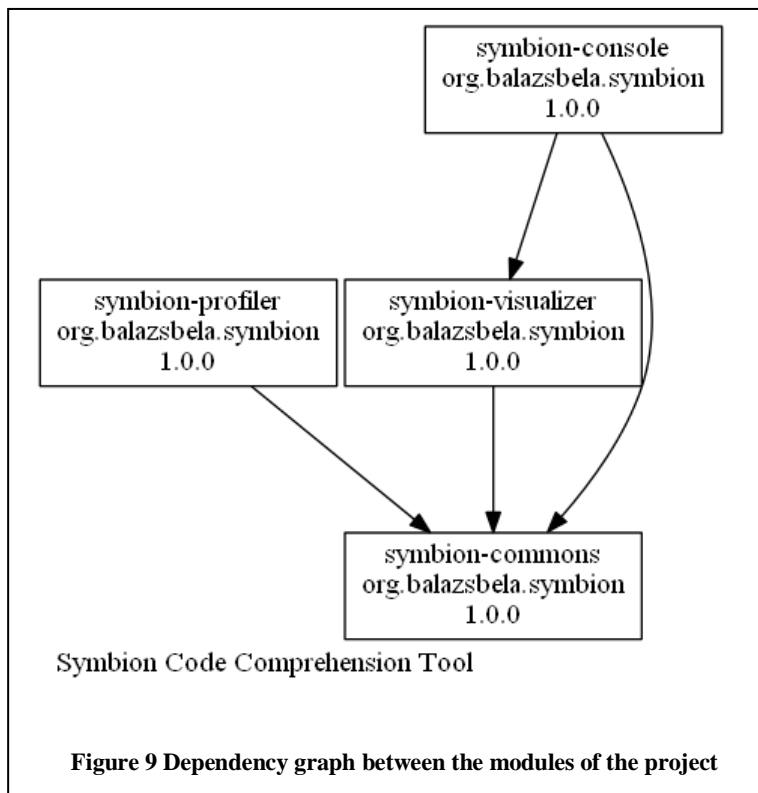 symbion-console
org.balazsbela.symbion
1.0.0
symbion-profiler
org.balazsbela.symbion
1.0.0
symbion-visualizer
org.balazsbela.symbion
1.0.0
symbion-commons
org.balazsbela.symbion
1.0.0
Symbion Code Comprehension Tool
Figure 9 Dependency graph between the modules of the project